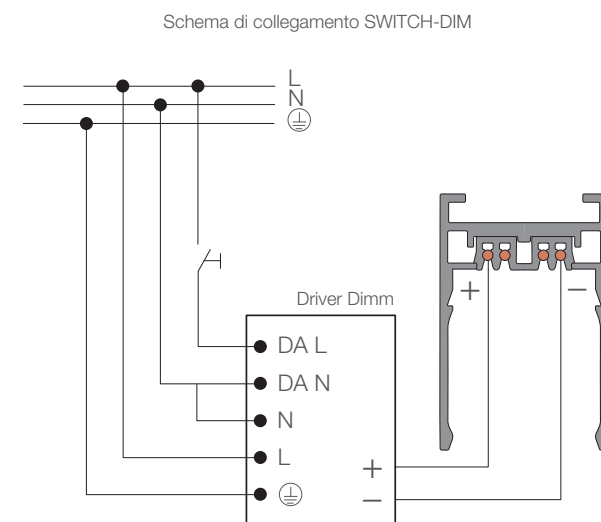 Schema di collegamento SWITCH-DIM
L
N
+ −
Driver Dimm
DA L
DA N
N
L
+
−